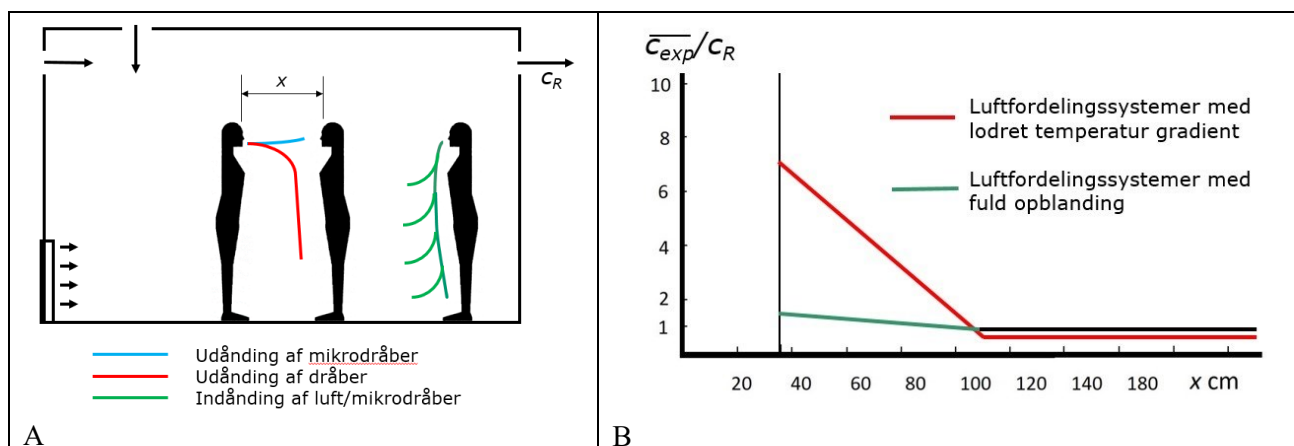 x
c_R
Udånding af mikrodråber
Udånding af dråber
Indånding af luft/mikrodråber
A
c_exp/c_R
10
8
6
4
2
1
Luftfordelingssystemer med
lodret temperatur gradient
Luftfordelingssystemer med
fuld opblanding
20 40 60 80 100 120 140 180 x cm
B